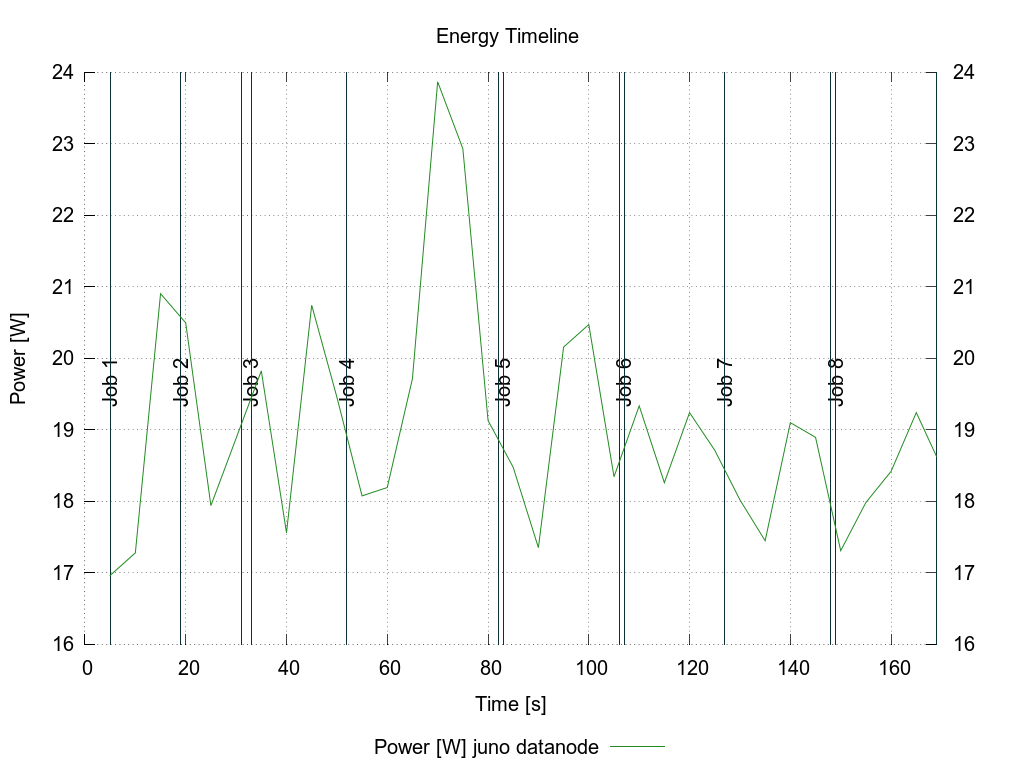 Energy Timeline
24 24
23 23
22 22
21 21
20 20
19 19
18 18
17 17
16 16
Power [W]
Job 1 Job 2 Job 3 Job 4 Job 5 Job 6 Job 7 Job 8
0 20 40 60 80 100 120 140 160
Time [s]
Power [W] juno datanode